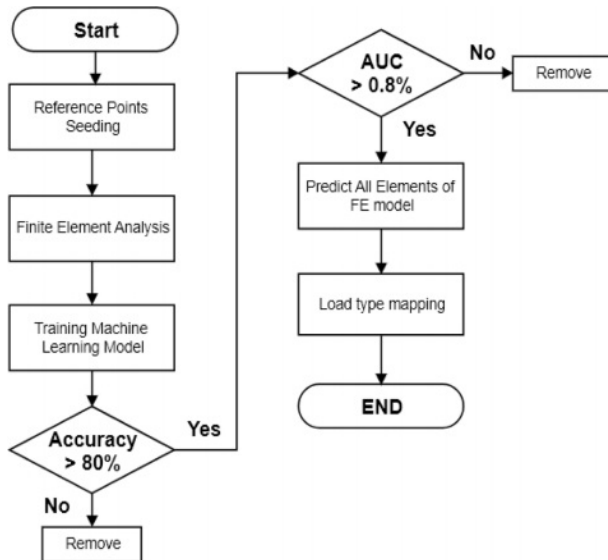 Start
Reference Points
Seeding
Finite Element Analysis
Training Machine
Learning Model
Accuracy
> 80%
Yes
No
Remove
AUC
> 0.8%
No
Remove
Yes
Predict All Elements of
FE model
Load type mapping
END